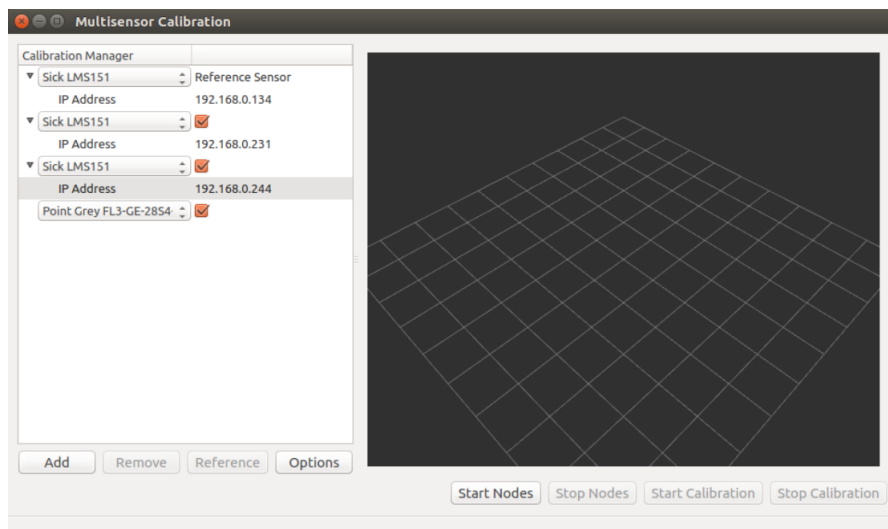 Multisensor Calibration
Calibration Manager
Sick LMS151 Reference Sensor
IP Address 192.168.0.134
Sick LMS151
IP Address 192.168.0.231
Sick LMS151
IP Address 192.168.0.244
Point Grey FL3-GE-28S4-
Add Remove Reference Options
Start Nodes Stop Nodes Start Calibration Stop Calibration